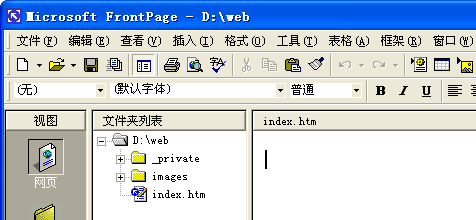 Microsoft FrontPage - D:\web
文件(F) 编辑(E) 查看(V) 插入(I) 格式(O) 工具(T) 表格(A) 框架(R) 窗口(W)
(无) (默认字体) 普通 B I U
视图 文件夹列表 index.htm
D:\web
_private
网页 images
index.htm